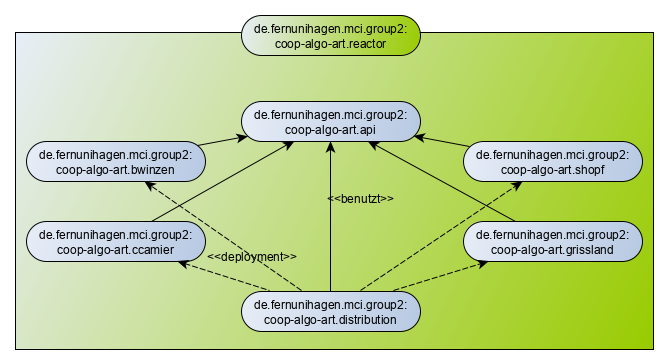 de.fernunihagen.mci.group2:
coop-algo-art.reactor
de.fernunihagen.mci.group2:
coop-algo-art.api
de.fernunihagen.mci.group2:
coop-algo-art.bwinzen
de.fernunihagen.mci.group2:
coop-algo-art.shopf
<<benutzt>>
de.fernunihagen.mci.group2:
coop-algo-art.ccamier
de.fernunihagen.mci.group2:
coop-algo-art.grissland
<<deployment>>
de.fernunihagen.mci.group2:
coop-algo-art.distribution